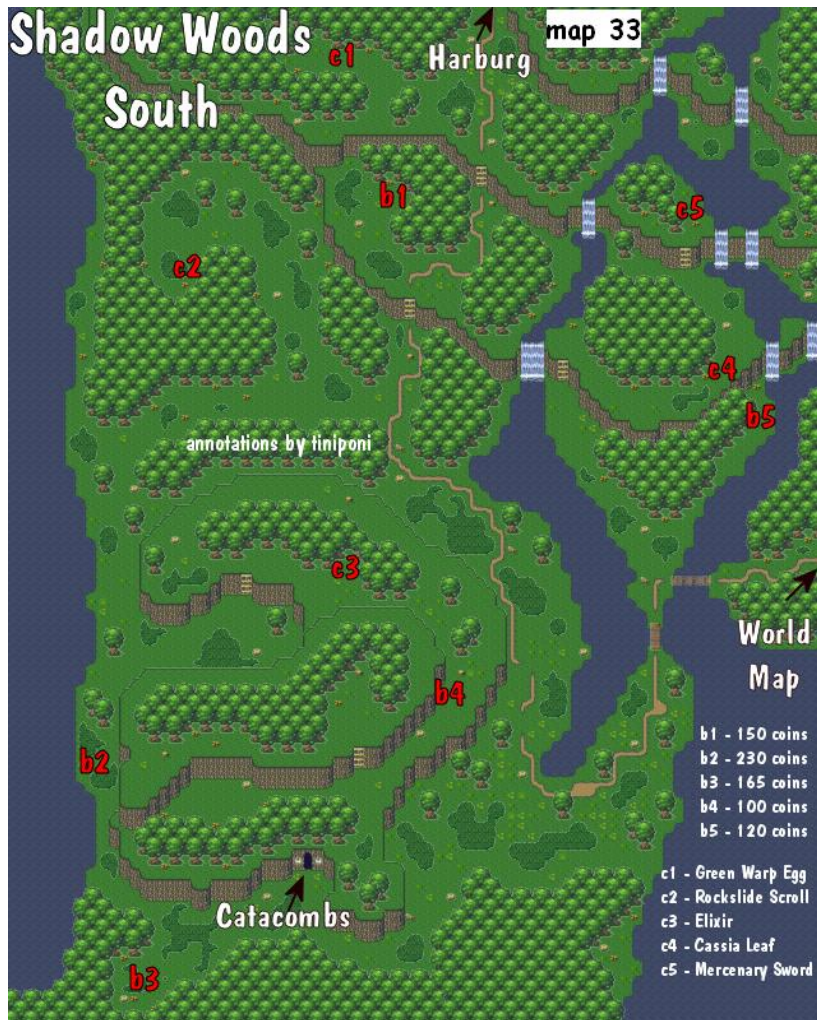 Shadow Woods
map 33
c1
Harburg
South
b1
c5
c2
c4
b5
annotations by tiniponi
c3
World
Map
b4
b2
b1 - 150 coins
b2 - 230 coins
b3 - 165 coins
b4 - 100 coins
b5 - 120 coins
c1 - Green Warp Egg
c2 - Rockslide Scroll
c3 - Elixir
c4 - Cassia Leaf
c5 - Mercenary Sword
Catacombs
b3